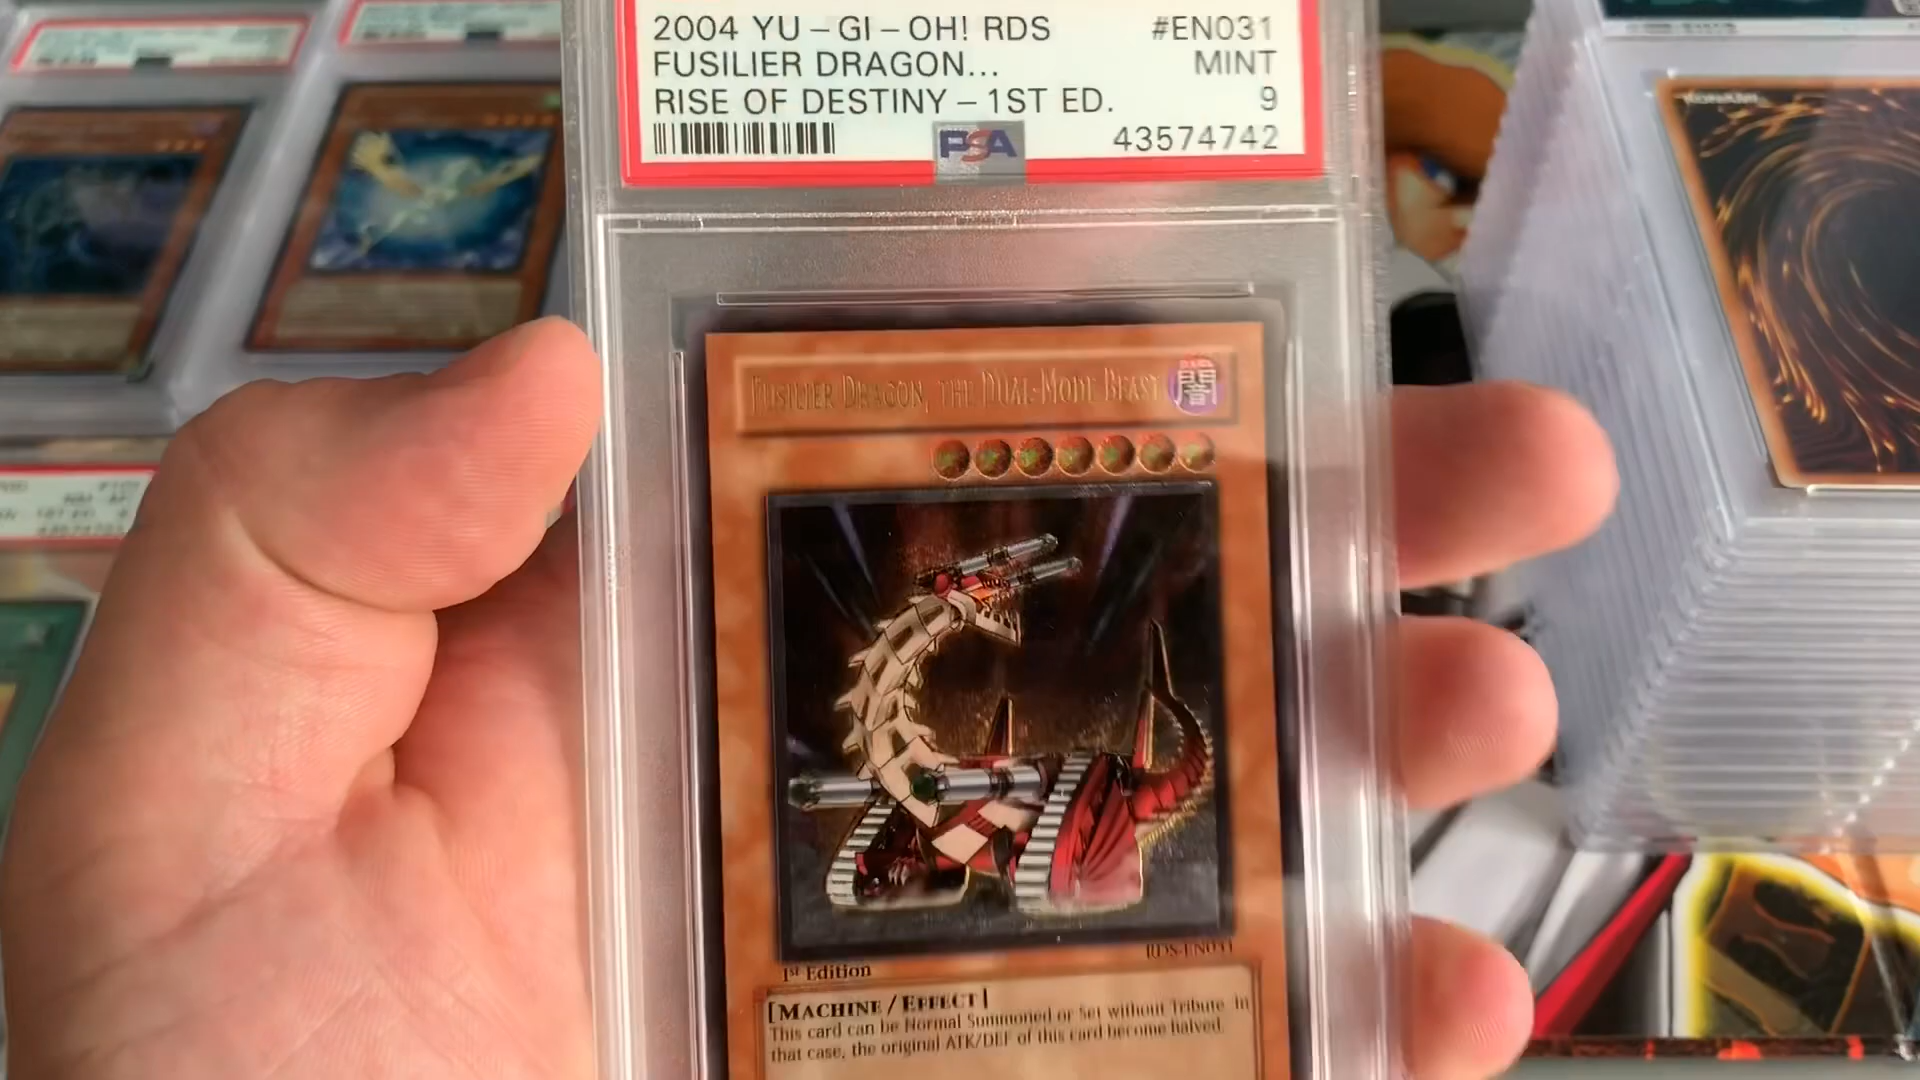 2004 YU-GI-OH! RDS #EN031
FUSILIER DRAGON... MINT
RISE OF DESTINY-1ST ED. 9
PSA 43574742
FUSILIER DRAGON, THE DUAL-MODE BEAST 闇
RDS-EN031
1st Edition
[MACHINE/EFFECT]
This card can be Normal Summoned or Set without Tribute. In
that case, the original ATK/DEF of this card become halved.